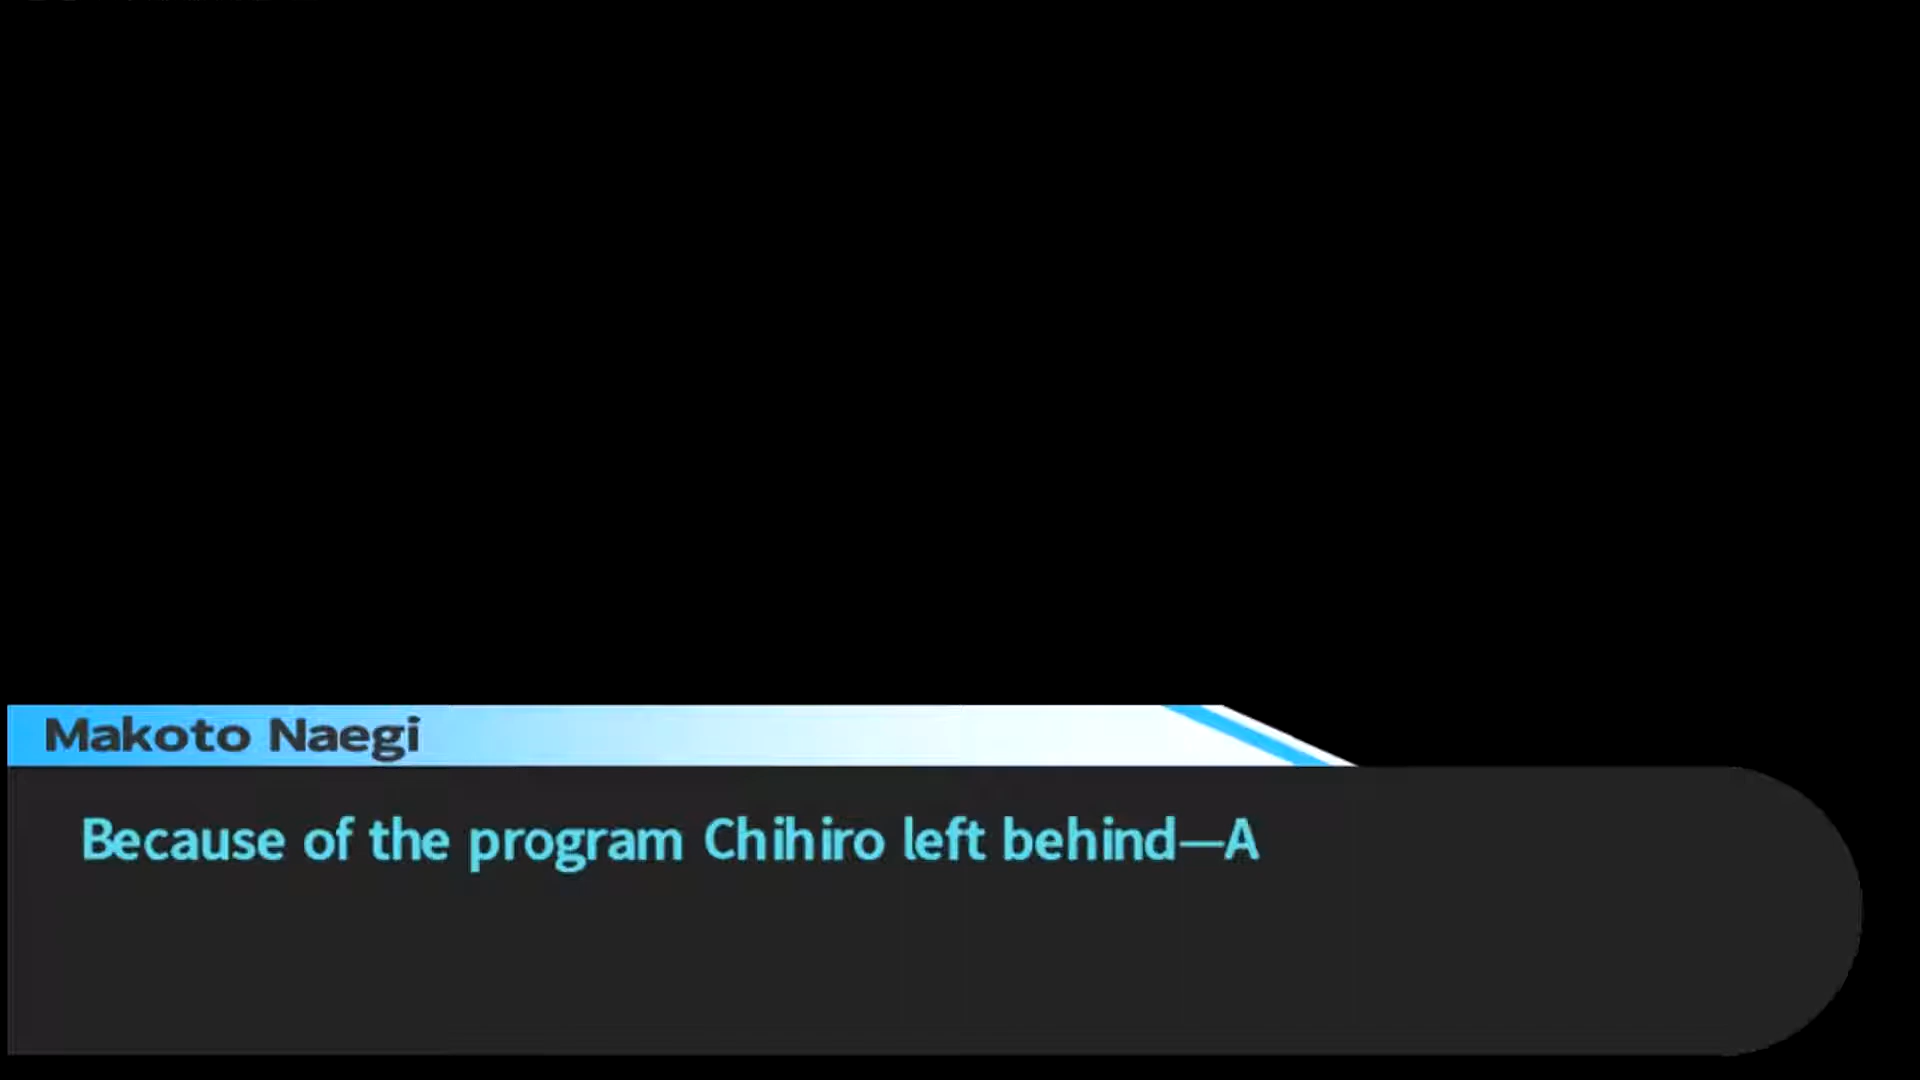 Makoto Naegi
Because of the program Chihiro left behind—A